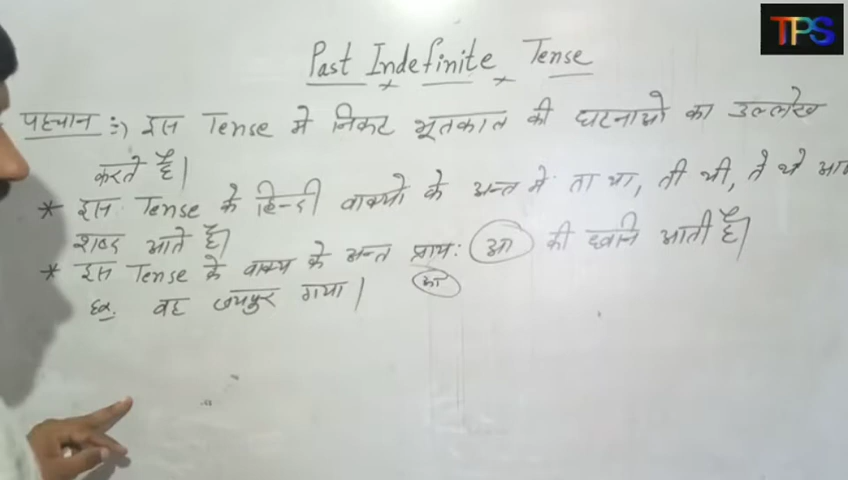 TPS
Past Indefinite Tense
पहचान :-) इस Tense मे निकट भूतकाल की घटनाओ का उल्लेख
करते है।
* इस Tense के हिन्दी वाक्यो के अन्त मे ता था, ती थी, ते थे
शब्द आते है।
* इस Tense के वाक्य के अन्त प्राय: आ की ध्वनि आती है।
Ex. वह जयपुर गया।